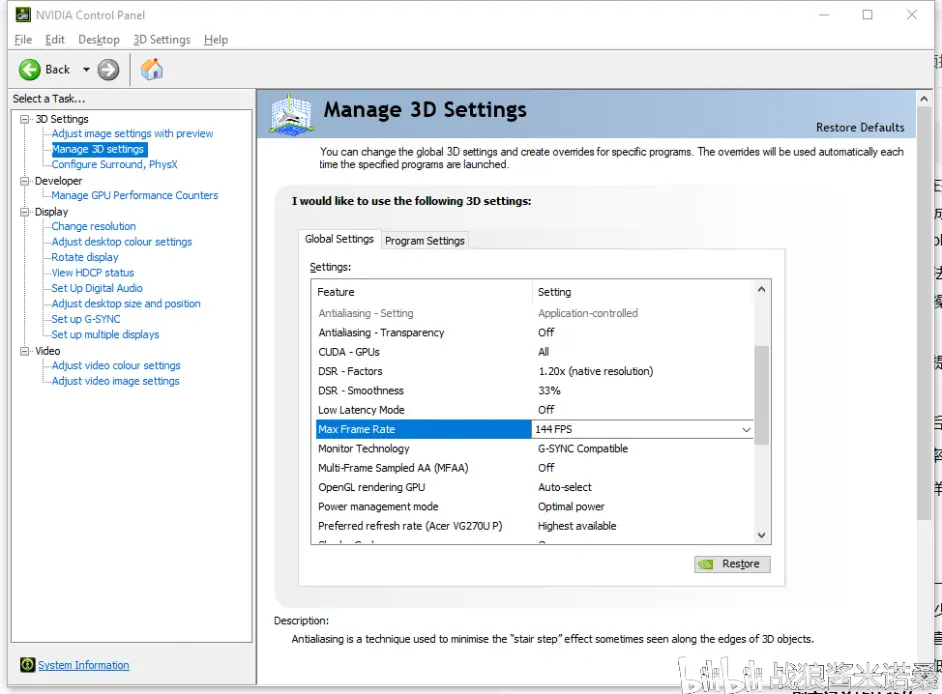 NVIDIA Control Panel
File Edit Desktop 3D Settings Help
Back
Select a Task...
3D Settings
Adjust image settings with preview
Manage 3D settings
Configure Surround, PhysX
Developer
Manage GPU Performance Counters
Display
Change resolution
Adjust desktop colour settings
Rotate display
View HDCP status
Set Up Digital Audio
Adjust desktop size and position
Set up G-SYNC
Set up multiple displays
Video
Adjust video colour settings
Adjust video image settings
System Information
Manage 3D Settings
Restore Defaults
You can change the global 3D settings and create overrides for specific programs. The overrides will be used automatically each
time the specified programs are launched.
I would like to use the following 3D settings:
Global Settings Program Settings
Settings:
Feature Setting
Antialiasing - Setting Application-controlled
Antialiasing - Transparency Off
CUDA - GPUs All
DSR - Factors 1.20x (native resolution)
DSR - Smoothness 33%
Low Latency Mode Off
Max Frame Rate 144 FPS
Monitor Technology G-SYNC Compatible
Multi-Frame Sampled AA (MFAA) Off
OpenGL rendering GPU Auto-select
Power management mode Optimal power
Preferred refresh rate (Acer VG270U P) Highest available
Restore
Description:
Antialiasing is a technique used to minimise the "stair step" effect sometimes seen along the edges of 3D objects.
bilibili 战狼酱米诺桑